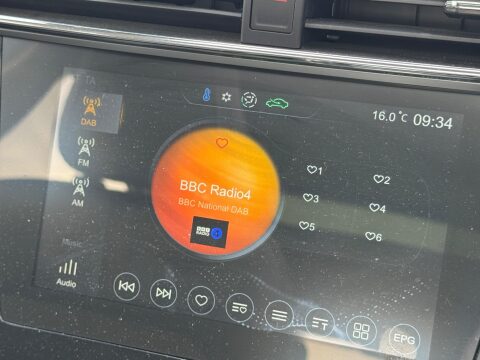 TA
16.0°C 09:34
DAB
FM
AM
Music
Audio
BBC Radio4
BBC National DAB
BBC
RADIO 4
1
2
3
4
5
6
EPG